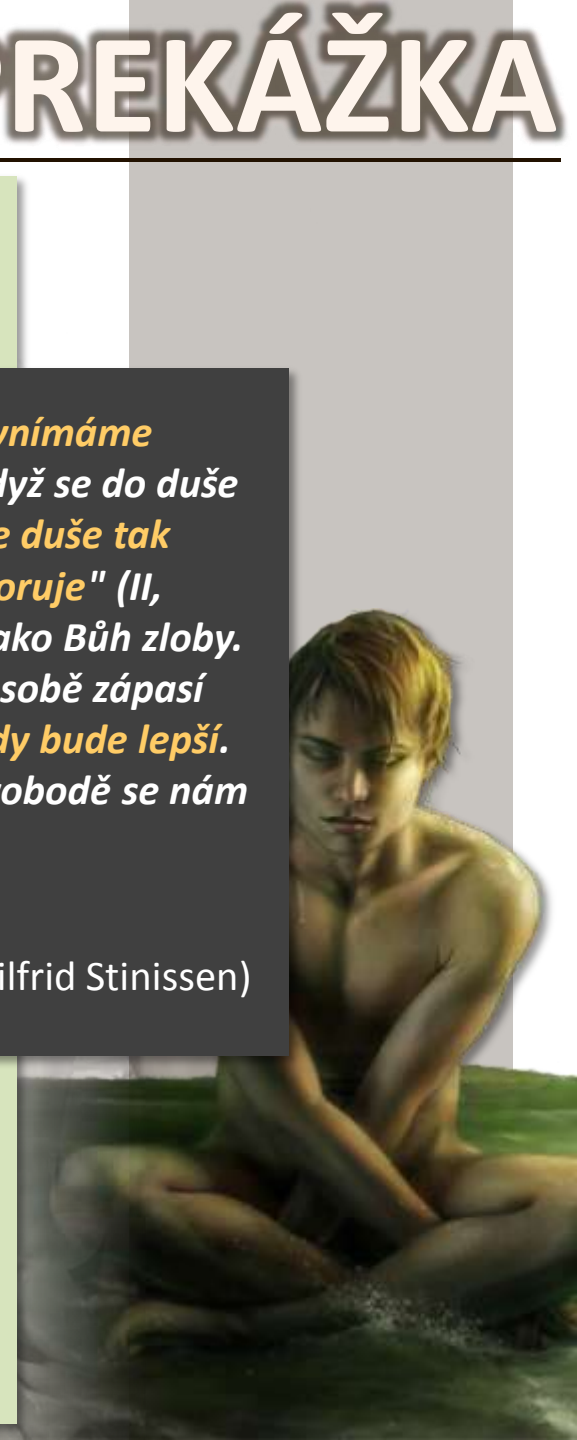 PREKÁŽKA
vnímáme
dyž se do duše
e duše tak
oruje" (II,
ako Bůh zloby.
sobě zápasí
dy bude lepší.
obodě se nám
ilfrid Stinissen)